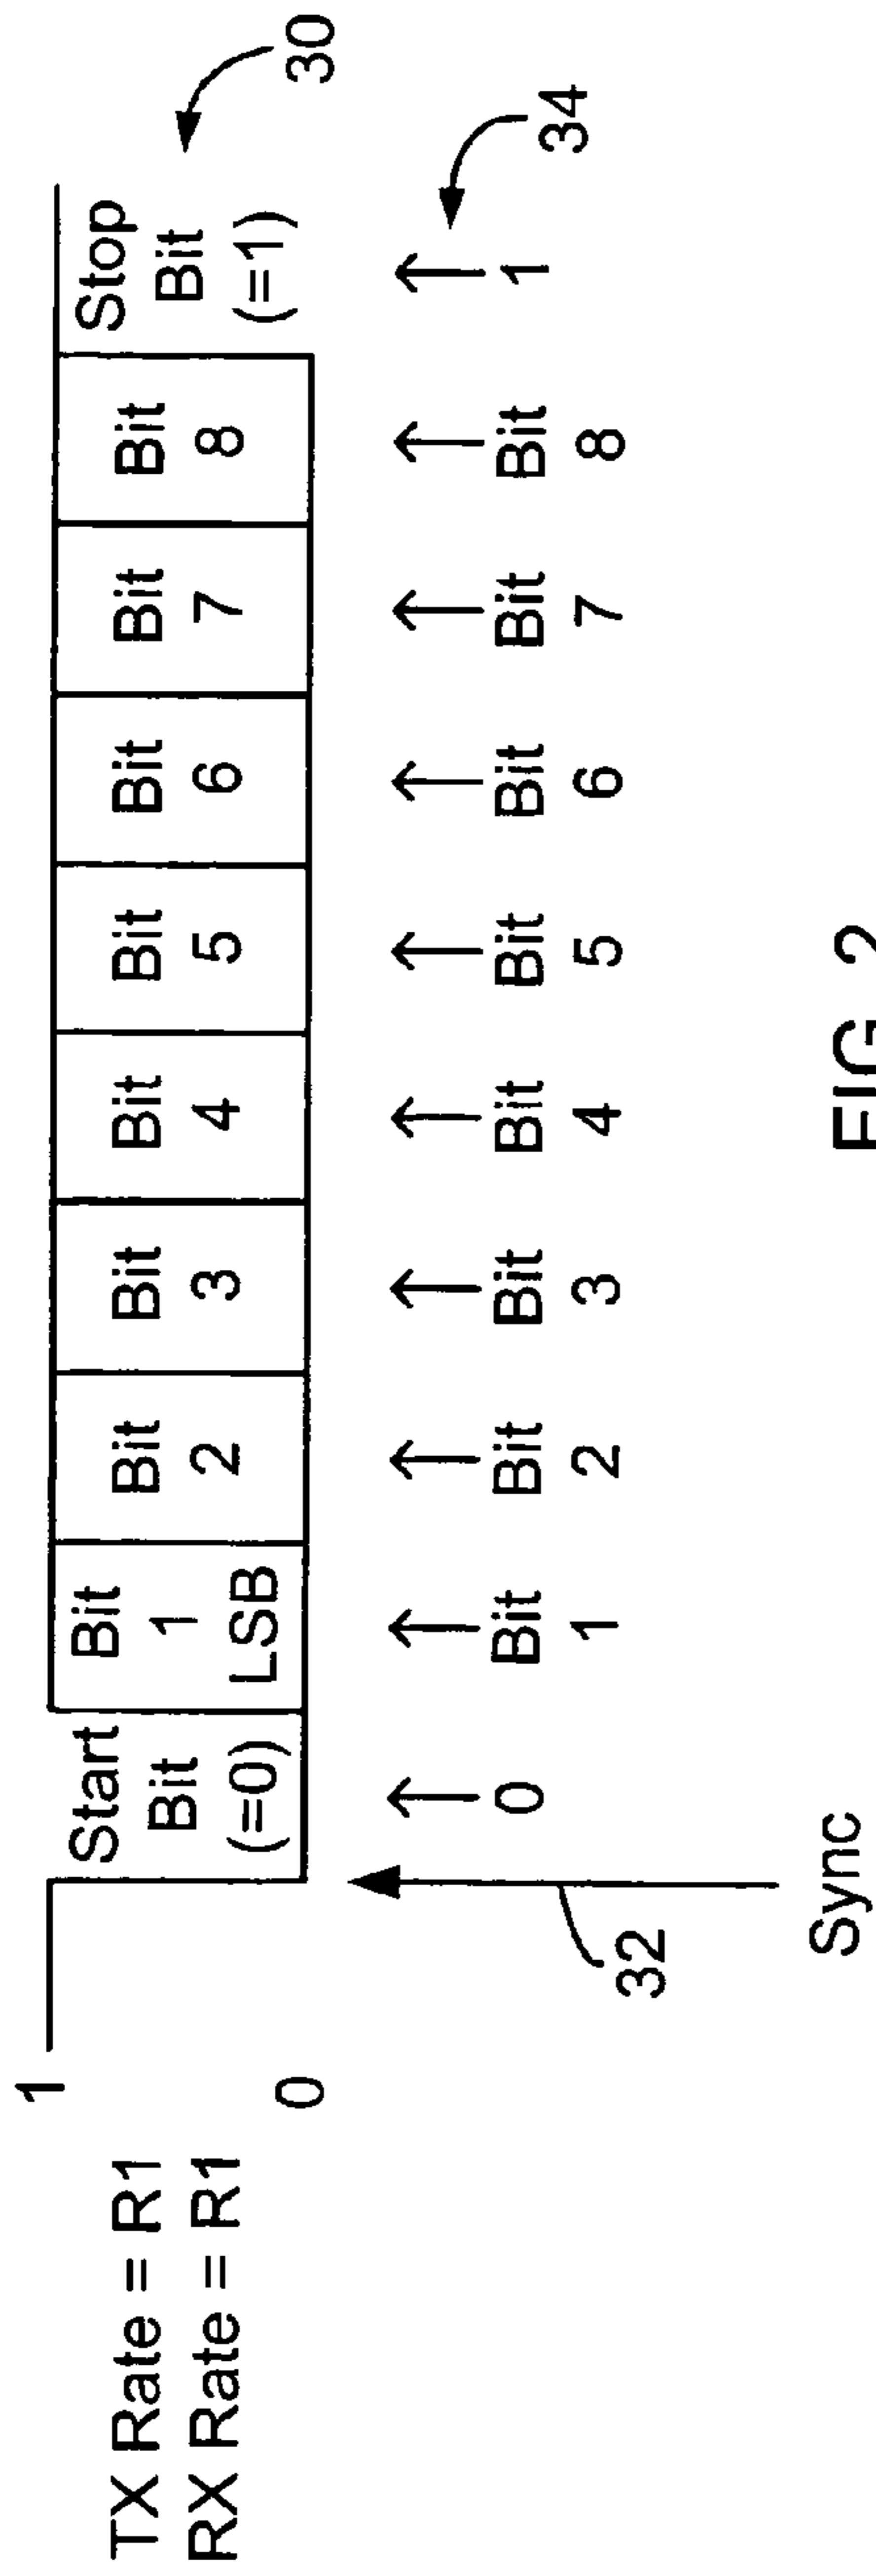 TX Rate = R1
RX Rate = R1
1
0
Start
Bit
(=0)
Bit
1
LSB
Bit
2
Bit
3
Bit
4
Bit
5
Bit
6
Bit
7
Bit
8
Stop
Bit
(=1)
30
0
Bit
1
Bit
2
Bit
3
Bit
4
Bit
5
Bit
6
Bit
7
Bit
8
1
34
32
Sync
FIG. 2